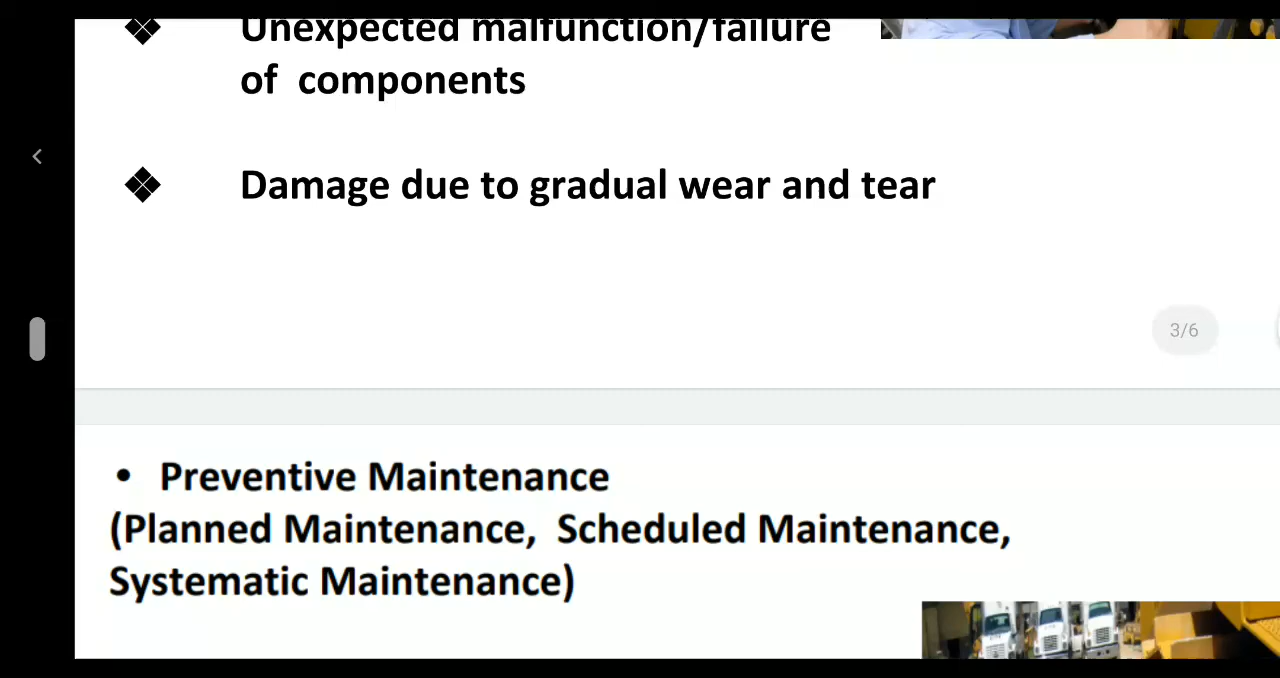 ❖ Unexpected malfunction/failure
of components
❖ Damage due to gradual wear and tear
3/6
• Preventive Maintenance
(Planned Maintenance, Scheduled Maintenance,
Systematic Maintenance)